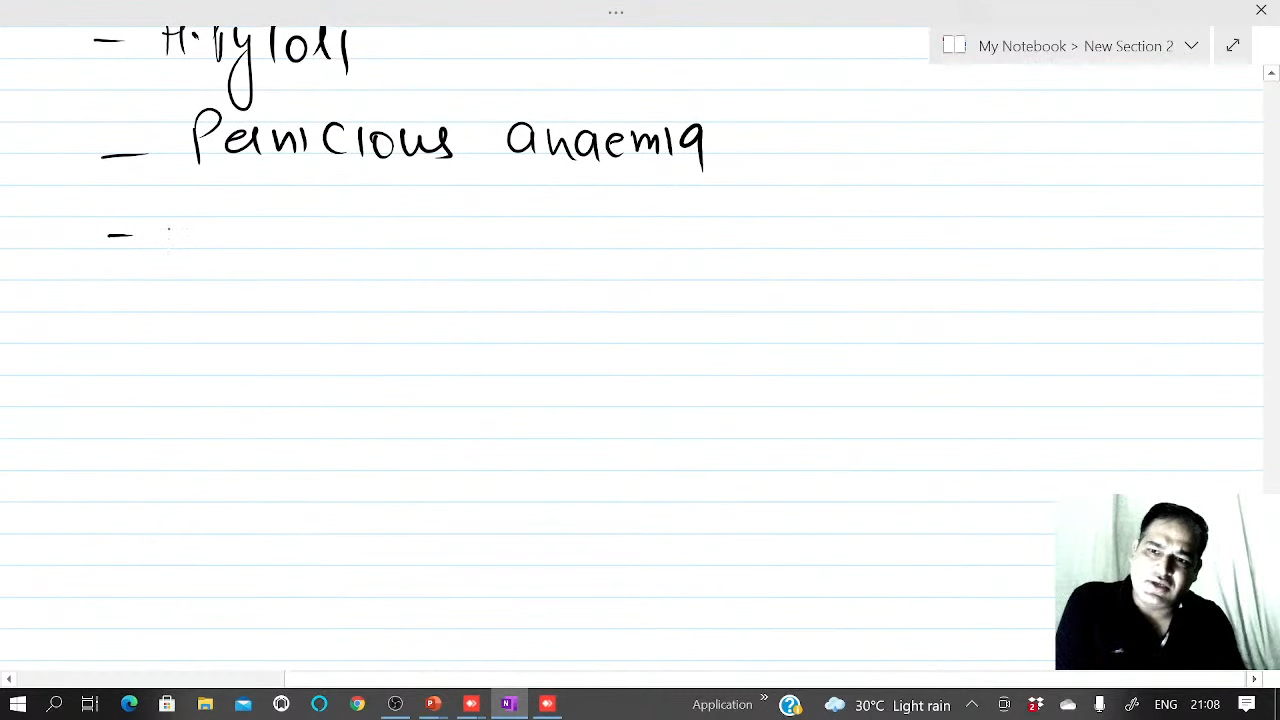 ...
My Notebook > New Section 2
- H. Pylori
- Pernicious anaemia
-
Application
30°C Light rain
ENG
21:08